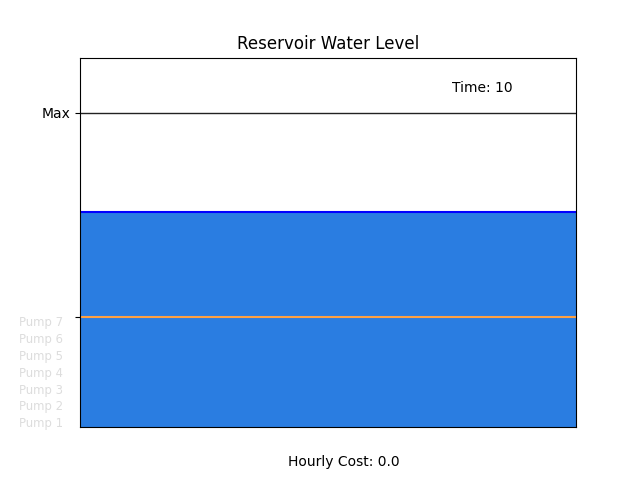 Reservoir Water Level
Time: 10
Max
Pump 7
Pump 6
Pump 5
Pump 4
Pump 3
Pump 2
Pump 1
Hourly Cost: 0.0